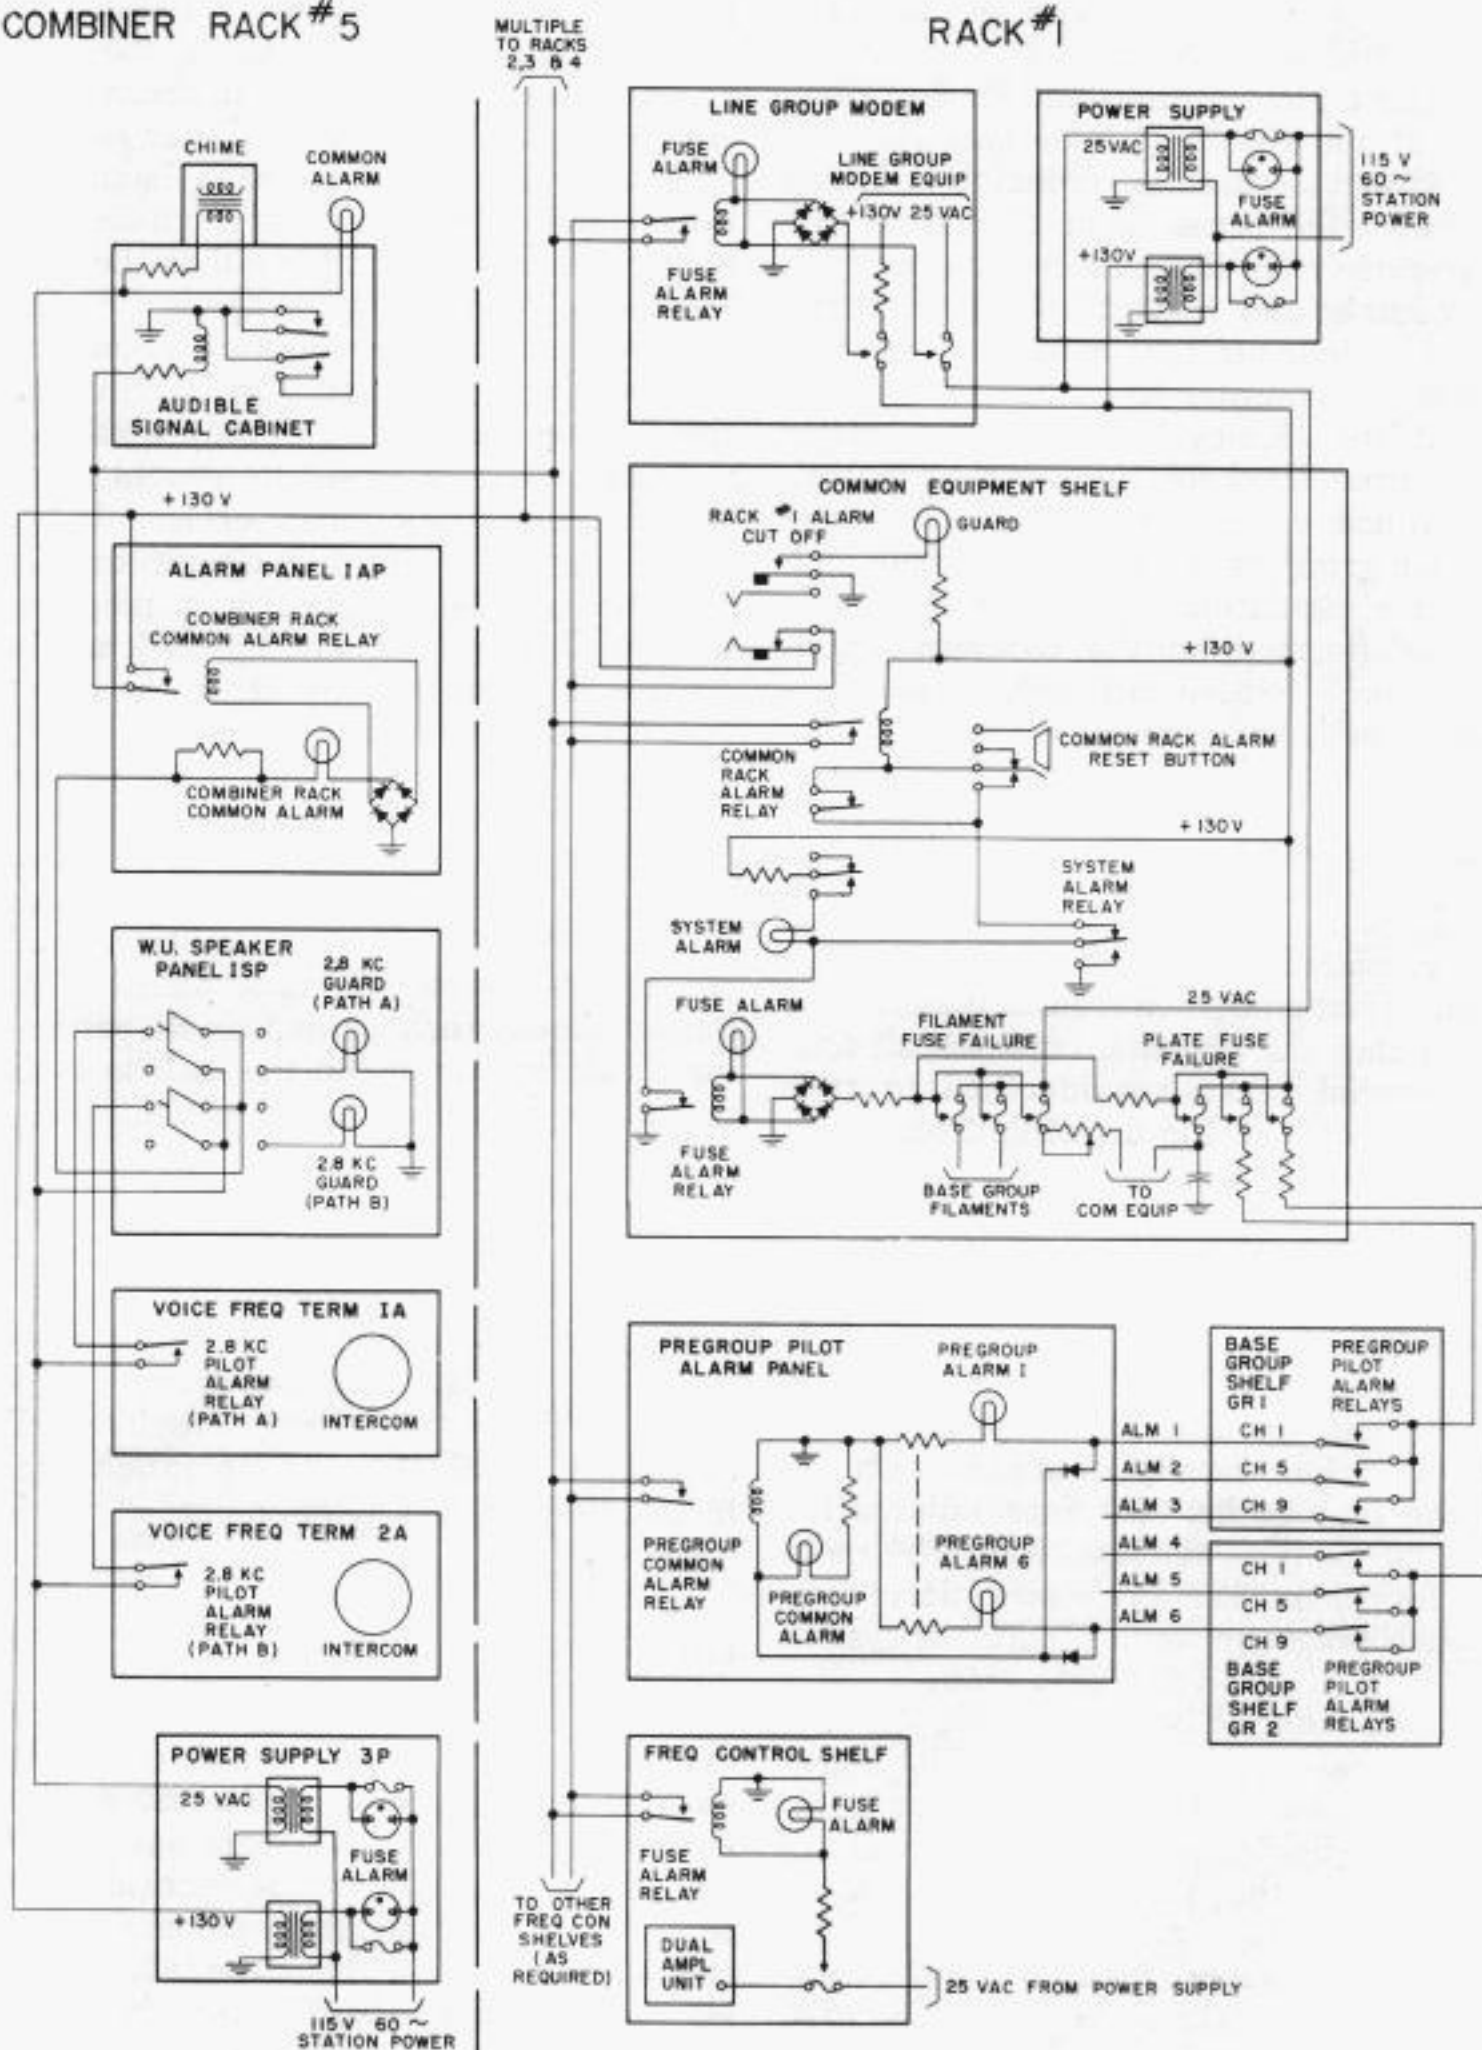 COMBINER RACK #5
MULTIPLE
TO RACKS
2,3 & 4
RACK #1
CHIME
COMMON
ALARM
AUDIBLE
SIGNAL CABINET
+130 V
ALARM PANEL 1AP
COMBINER RACK
COMMON ALARM RELAY
COMBINER RACK
COMMON ALARM
W.U. SPEAKER
PANEL 1SP
2.8 KC
GUARD
(PATH A)
2.8 KC
GUARD
(PATH B)
VOICE FREQ TERM 1A
2.8 KC
PILOT
ALARM
RELAY
(PATH A)
INTERCOM
VOICE FREQ TERM 2A
2.8 KC
PILOT
ALARM
RELAY
(PATH B)
INTERCOM
POWER SUPPLY 3P
25 VAC
FUSE
ALARM
+130V
115V 60 ~
STATION POWER
LINE GROUP MODEM
FUSE
ALARM
LINE GROUP
MODEM EQUIP
+130V 25 VAC
FUSE
ALARM
RELAY
POWER SUPPLY
25VAC
FUSE
ALARM
+130V
115 V
60 ~
STATION
POWER
COMMON EQUIPMENT SHELF
RACK #1 ALARM
CUT OFF
GUARD
+130 V
COMMON
RACK
ALARM
RELAY
COMMON RACK ALARM
RESET BUTTON
+130V
SYSTEM
ALARM
RELAY
SYSTEM
ALARM
25 VAC
FUSE ALARM
FILAMENT
FUSE FAILURE
PLATE FUSE
FAILURE
FUSE
ALARM
RELAY
BASE GROUP
FILAMENTS
TO
COM EQUIP
PREGROUP PILOT
ALARM PANEL
PREGROUP
ALARM 1
PREGROUP
COMMON
ALARM
RELAY
PREGROUP
COMMON
ALARM
PREGROUP
ALARM 6
ALM 1
ALM 2
ALM 3
ALM 4
ALM 5
ALM 6
BASE
GROUP
SHELF
GR 1
PREGROUP
PILOT
ALARM
RELAYS
CH 1
CH 5
CH 9
CH 1
CH 5
CH 9
BASE
GROUP
SHELF
GR 2
PREGROUP
PILOT
ALARM
RELAYS
FREQ CONTROL SHELF
FUSE
ALARM
FUSE
ALARM
RELAY
DUAL
AMPL
UNIT
25 VAC FROM POWER SUPPLY
TO OTHER
FREQ CON
SHELVES
(AS
REQUIRED)